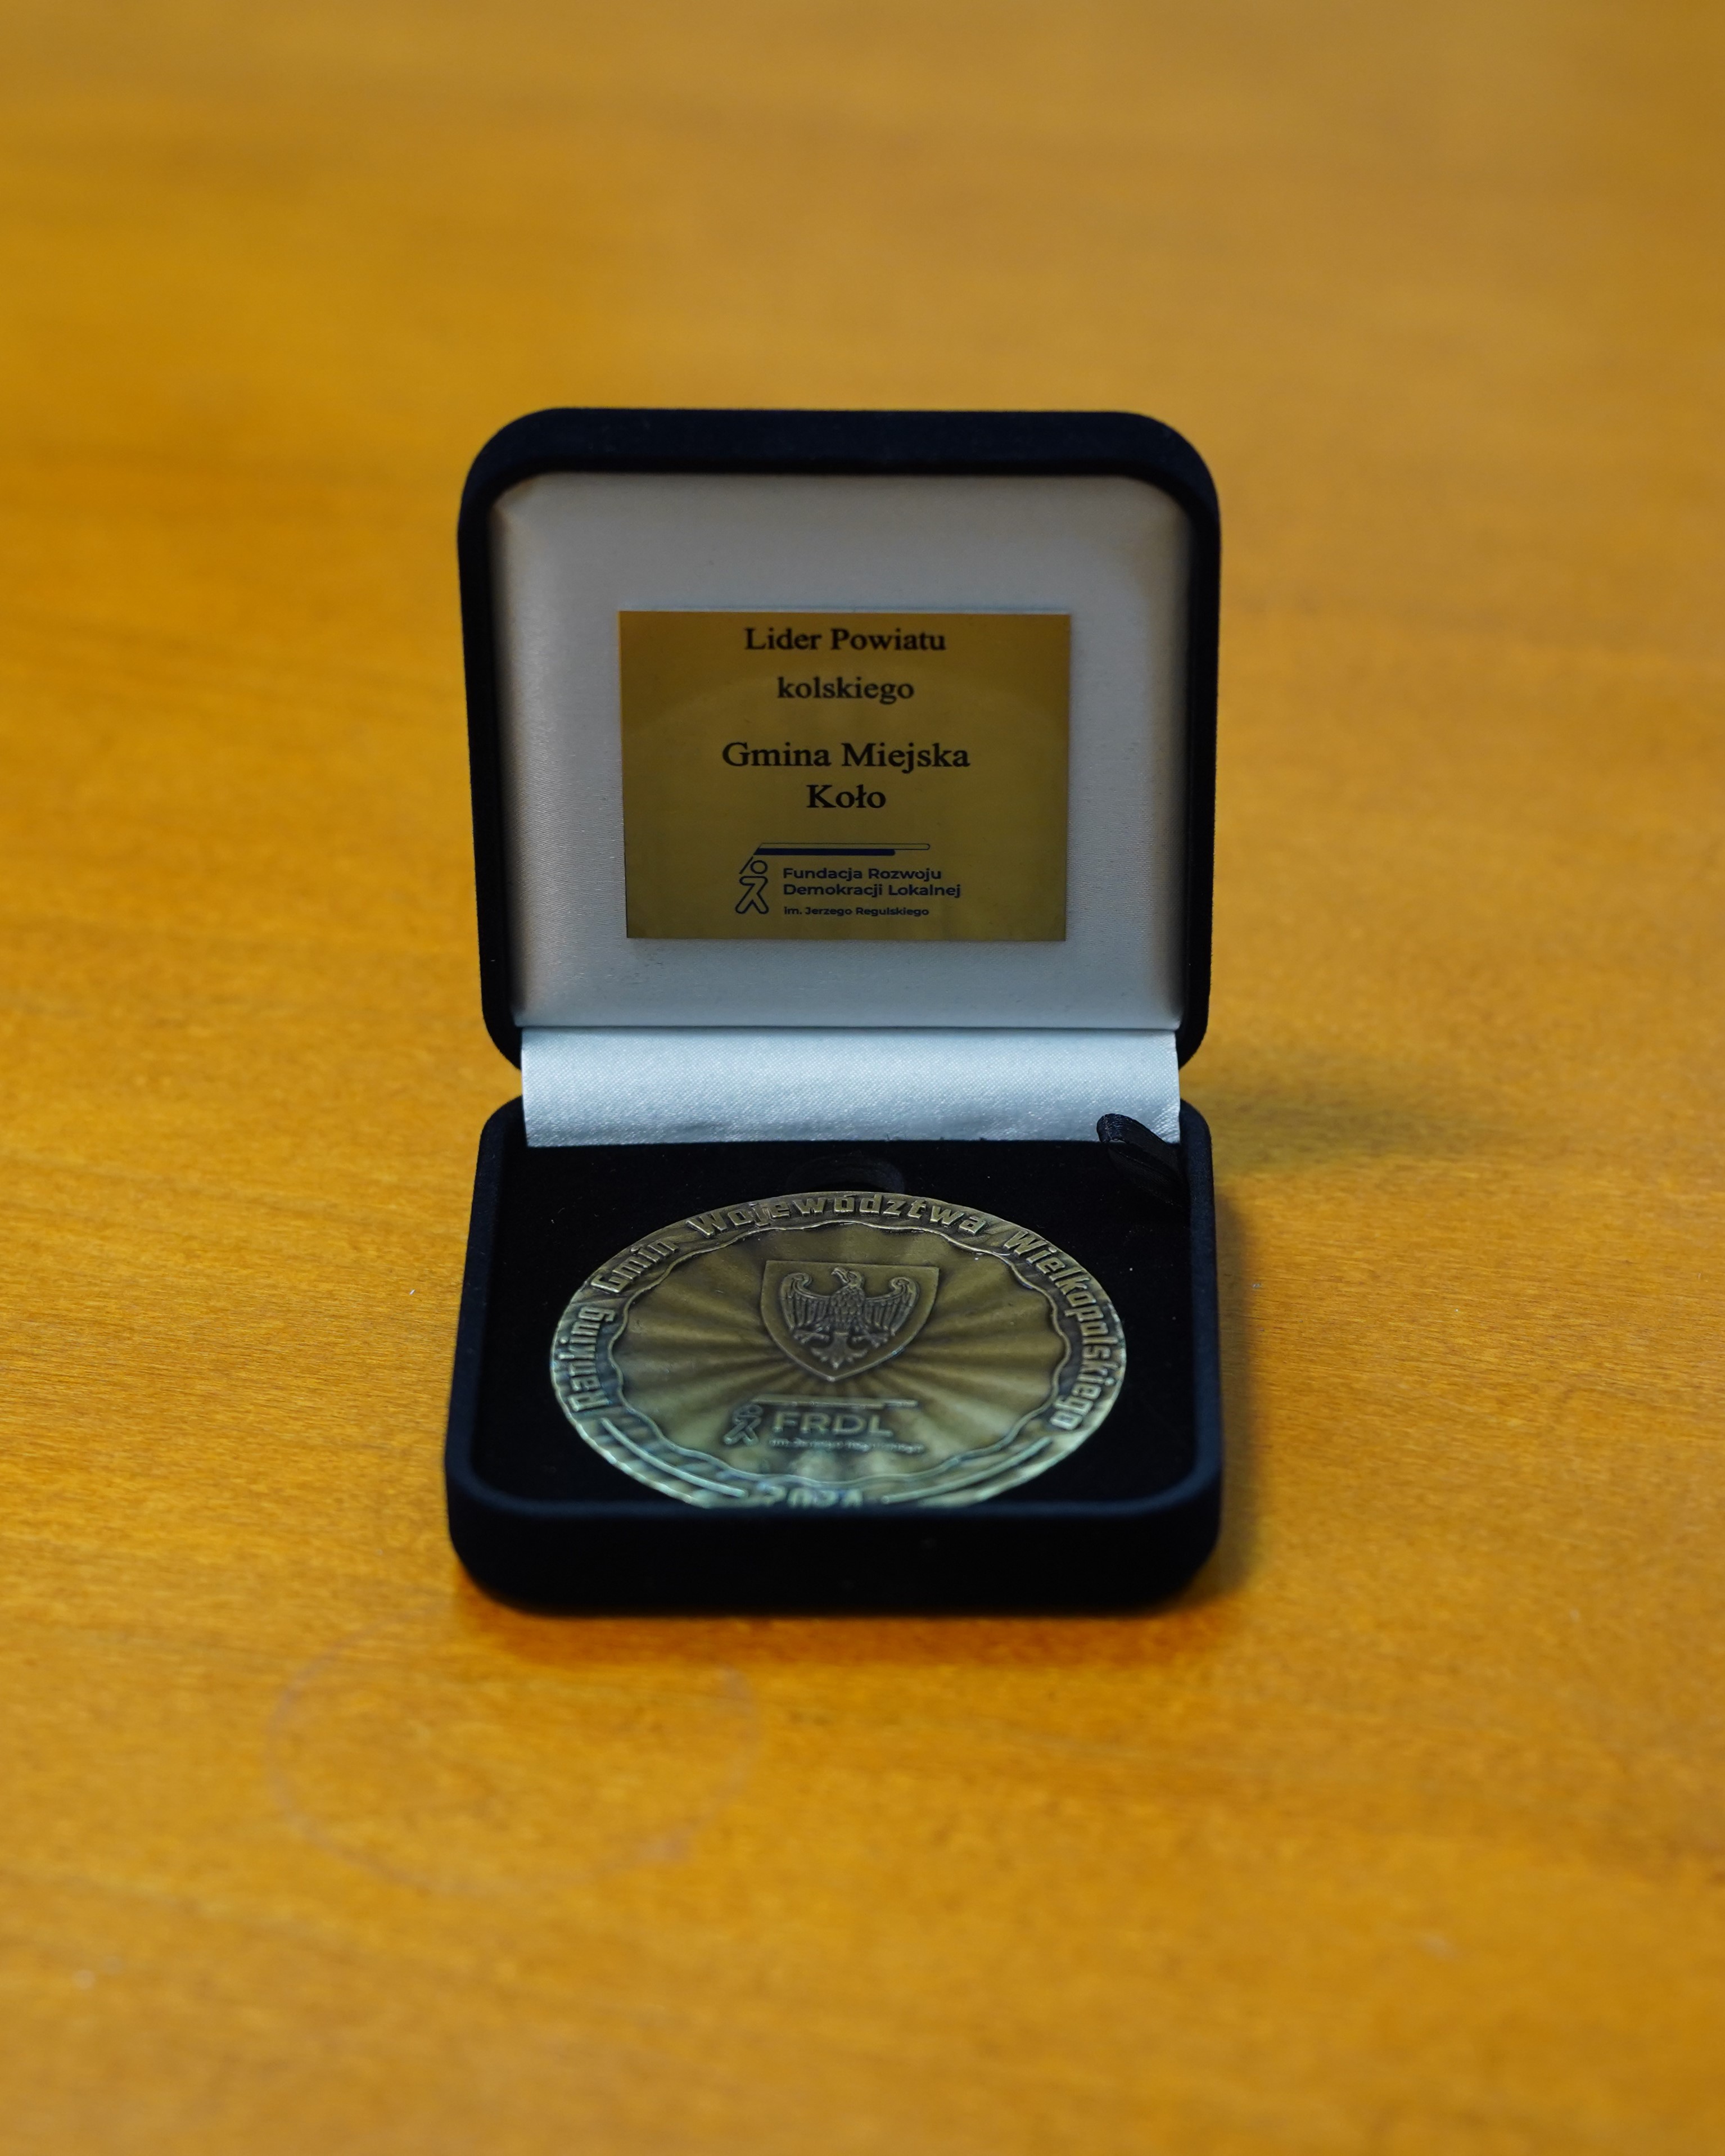 Lider Powiatu
kolskiego
Gmina Miejska
Koło
Fundacja Rozwoju
Demokracji Lokalnej
im. Jerzego Regulskiego
Ranking Gmin Województwa Wielkopolskiego
FRDL